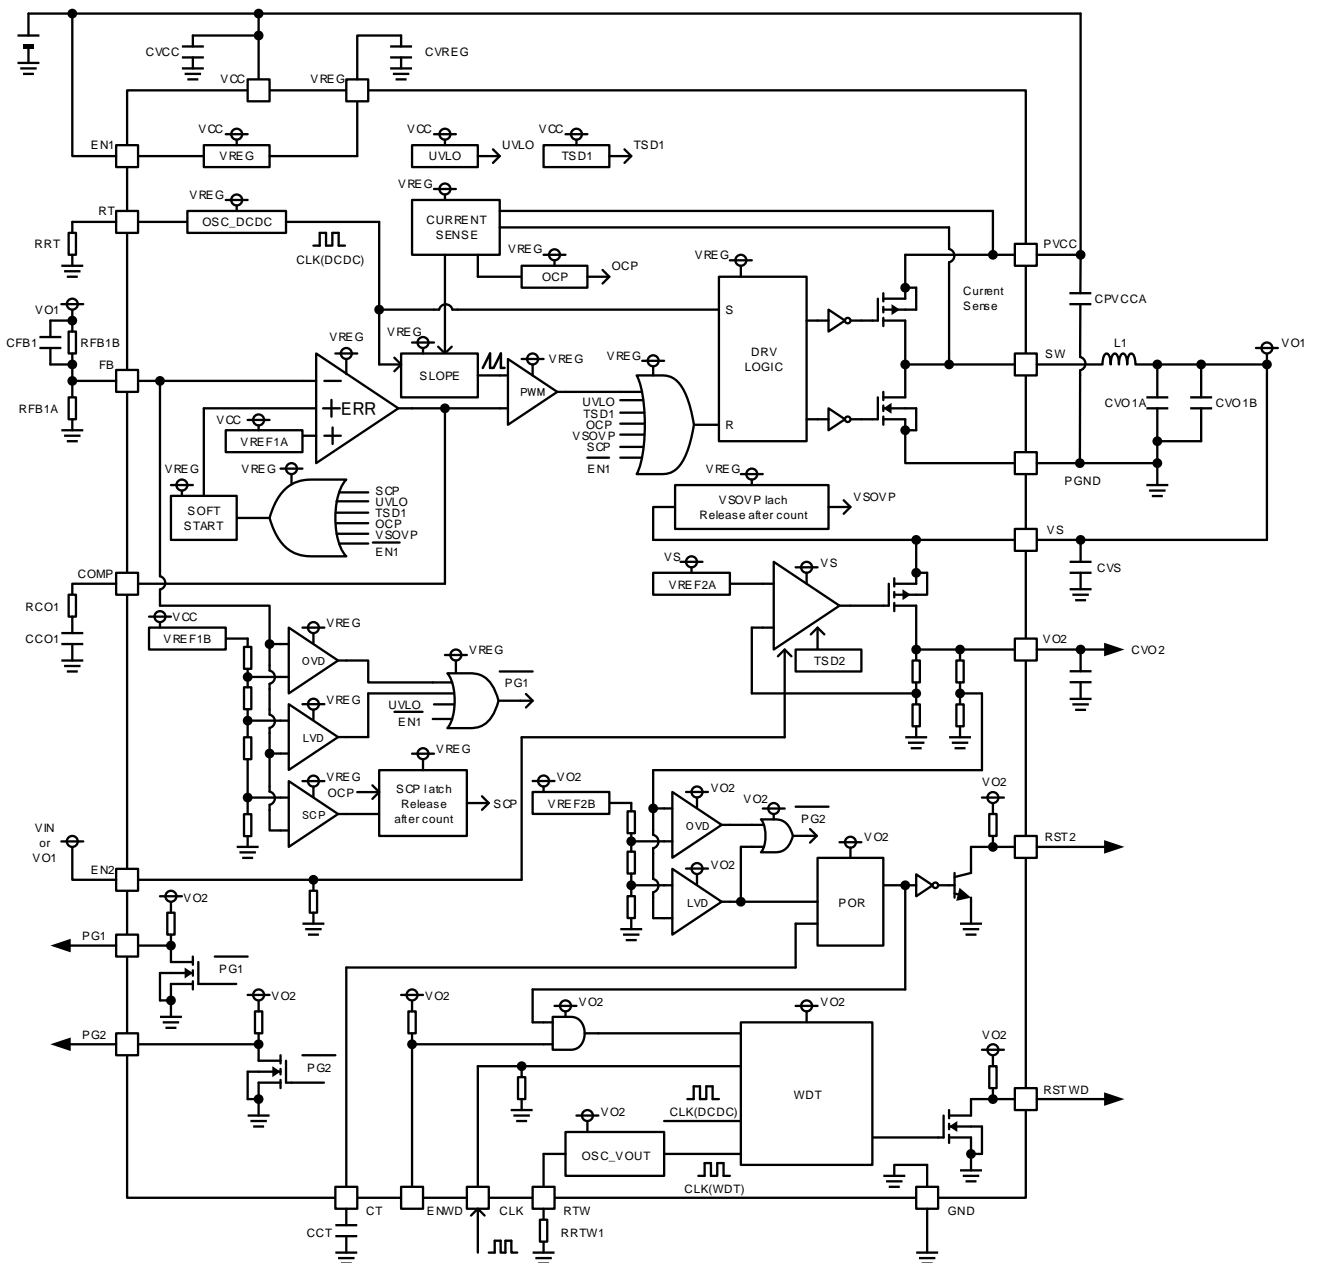 CVCC
CVREG
VCC
VREG
EN1
VCC
VREG
VCC
UVLO
UVLO
VCC
TSD1
TSD1
RT
VREG
OSC_DCDC
RRT
CLK(DCDC)
VREG
CURRENT
SENSE
VREG
OCP
OCP
VREG
S
DRV
LOGIC
R
PVCC
Current
Sense
CPVCCA
VO1
CFB1
RFB1B
FB
RFB1A
VREG
ERR
VCC
VREF1A
VREG
SLOPE
VREG
PWM
VREG
UVLO
TSD1
OCP
VSOVP
SCP
EN1
SW
L1
VO1
CVO1A
CVO1B
PGND
VREG
SOFT
START
VREG
SCP
UVLO
TSD1
OCP
VSOVP
EN1
VREG
VSOVP lach
Release after count
VSOVP
VS
CVS
COMP
RCO1
CCO1
VS
VREF2A
VS
TSD2
VO2
CVO2
VCC
VREF1B
VREG
OVD
VREG
LVD
VREG
PG1
UVLO
EN1
VREG
OCP
SCP
VREG
SCP latch
Release
after count
SCP
VIN
or
VO1
EN2
VO2
VREF2B
VO2
OVD
VO2
PG2
VO2
LVD
VO2
POR
VO2
RST2
VO2
PG1
PG1
VO2
PG2
PG2
VO2
VO2
VO2
WDT
CLK(DCDC)
VO2
OSC_VOUT
CLK(WDT)
VO2
RSTWD
CT
ENWD
CLK
RTW
GND
CCT
RRTW1